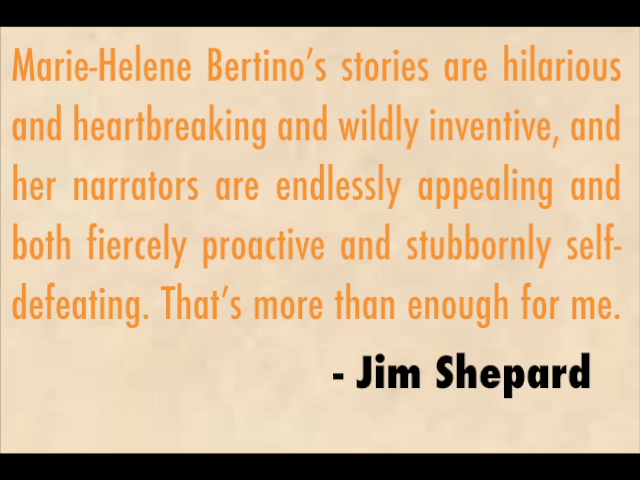 Marie-Helene Bertino’s stories are hilarious
and heartbreaking and wildly inventive, and
her narrators are endlessly appealing and
both fiercely proactive and stubbornly self-
defeating. That’s more than enough for me.
- Jim Shepard